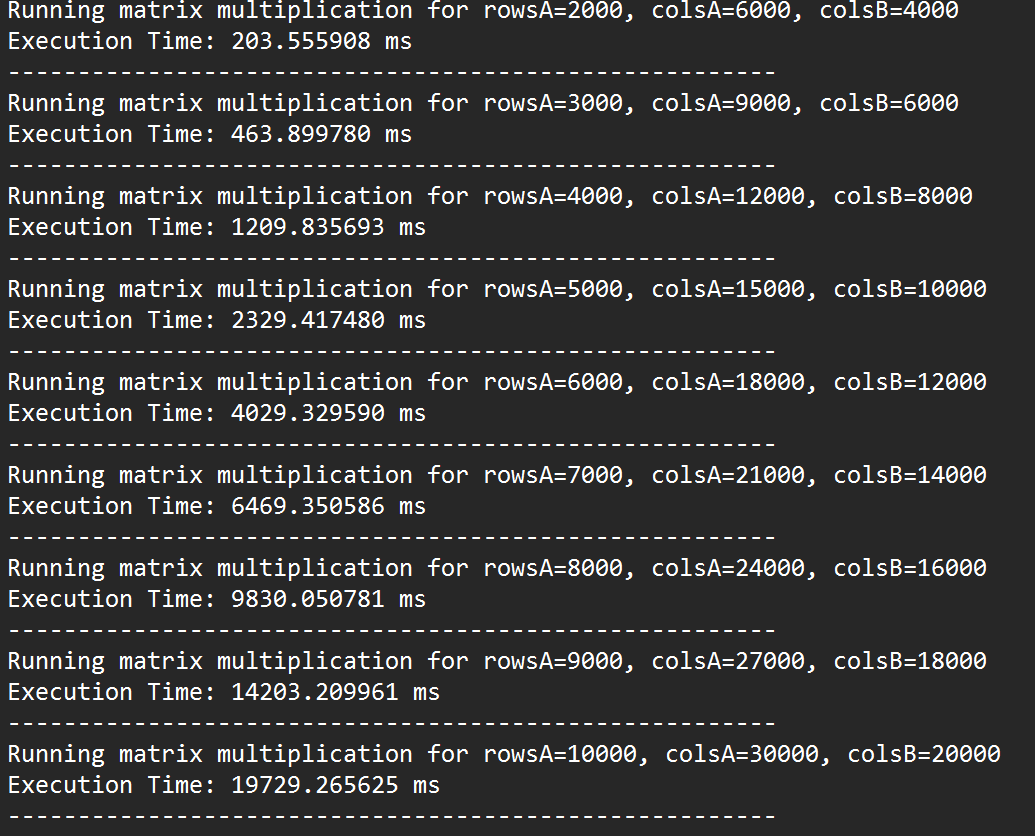 Running matrix multiplication for rowsA=2000, colsA=6000, colsB=4000
Execution Time: 203.555908 ms
-------------------------------------------------------
Running matrix multiplication for rowsA=3000, colsA=9000, colsB=6000
Execution Time: 463.899780 ms
-------------------------------------------------------
Running matrix multiplication for rowsA=4000, colsA=12000, colsB=8000
Execution Time: 1209.835693 ms
-------------------------------------------------------
Running matrix multiplication for rowsA=5000, colsA=15000, colsB=10000
Execution Time: 2329.417480 ms
-------------------------------------------------------
Running matrix multiplication for rowsA=6000, colsA=18000, colsB=12000
Execution Time: 4029.329590 ms
-------------------------------------------------------
Running matrix multiplication for rowsA=7000, colsA=21000, colsB=14000
Execution Time: 6469.350586 ms
-------------------------------------------------------
Running matrix multiplication for rowsA=8000, colsA=24000, colsB=16000
Execution Time: 9830.050781 ms
-------------------------------------------------------
Running matrix multiplication for rowsA=9000, colsA=27000, colsB=18000
Execution Time: 14203.209961 ms
-------------------------------------------------------
Running matrix multiplication for rowsA=10000, colsA=30000, colsB=20000
Execution Time: 19729.265625 ms
-------------------------------------------------------